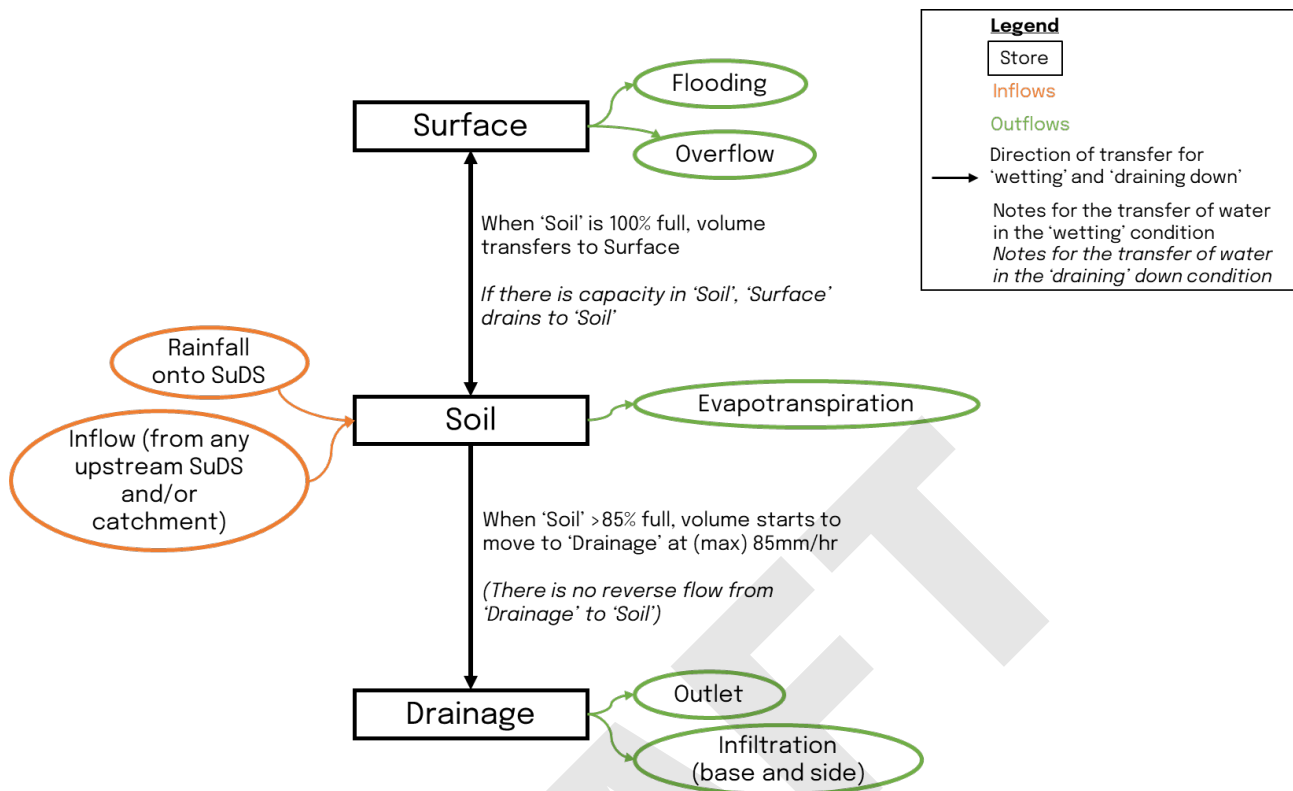 Legend
Store
Inflows
Outflows
Direction of transfer for
‘wetting’ and ‘draining down’
Notes for the transfer of water
in the ‘wetting’ condition
Notes for the transfer of water
in the ‘draining’ down condition
Flooding
Surface
Overflow
When ‘Soil’ is 100% full, volume
transfers to Surface
If there is capacity in ‘Soil’, ‘Surface’
drains to ‘Soil’
Rainfall
onto SuDS
Soil
Evapotranspiration
Inflow (from any
upstream SuDS
and/or
catchment)
When ‘Soil’ >85% full, volume starts to
move to ‘Drainage’ at (max) 85mm/hr
(There is no reverse flow from
‘Drainage’ to ‘Soil’)
Outlet
Drainage
Infiltration
(base and side)